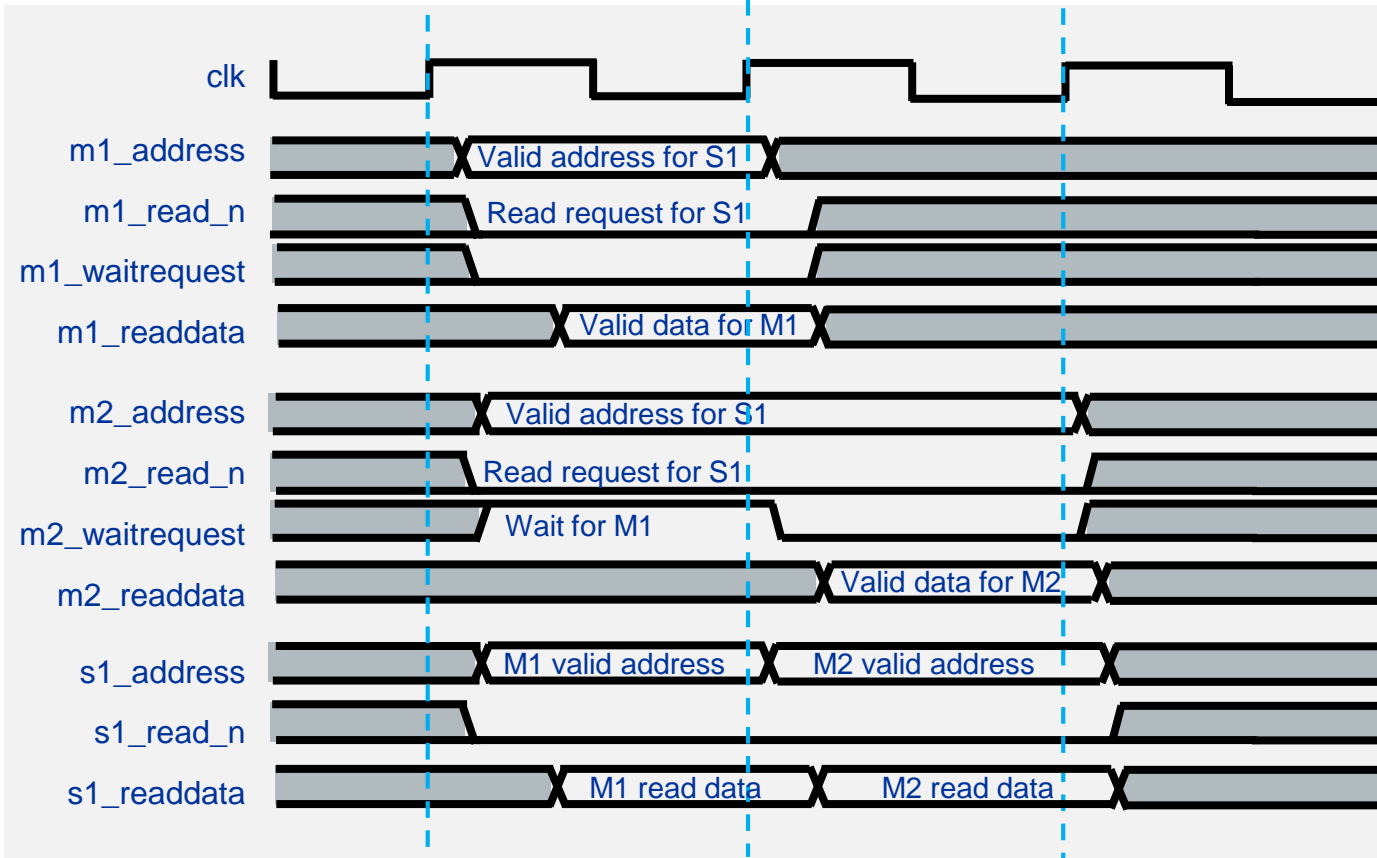 clk
m1_address
Valid address for S1
m1_read_n
Read request for S1
m1_waitrequest
m1_readdata
Valid data for M1
m2_address
Valid address for S1
m2_read_n
Read request for S1
m2_waitrequest
Wait for M1
m2_readdata
Valid data for M2
s1_address
M1 valid address
M2 valid address
s1_read_n
s1_readdata
M1 read data
M2 read data